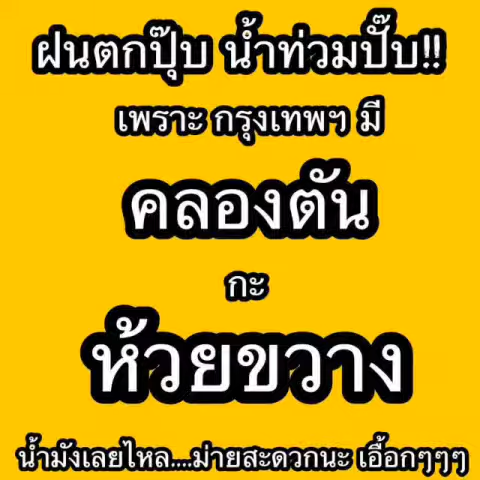 ฝนตกปุ๊บ น้ำท่วมปั๊บ!!
เพราะ กรุงเทพฯ มี
คลองตัน
กะ
ห้วยขวาง
น้ำมังเลยไหล....ม่ายสะดวกนะ เอื้อกๆๆๆ